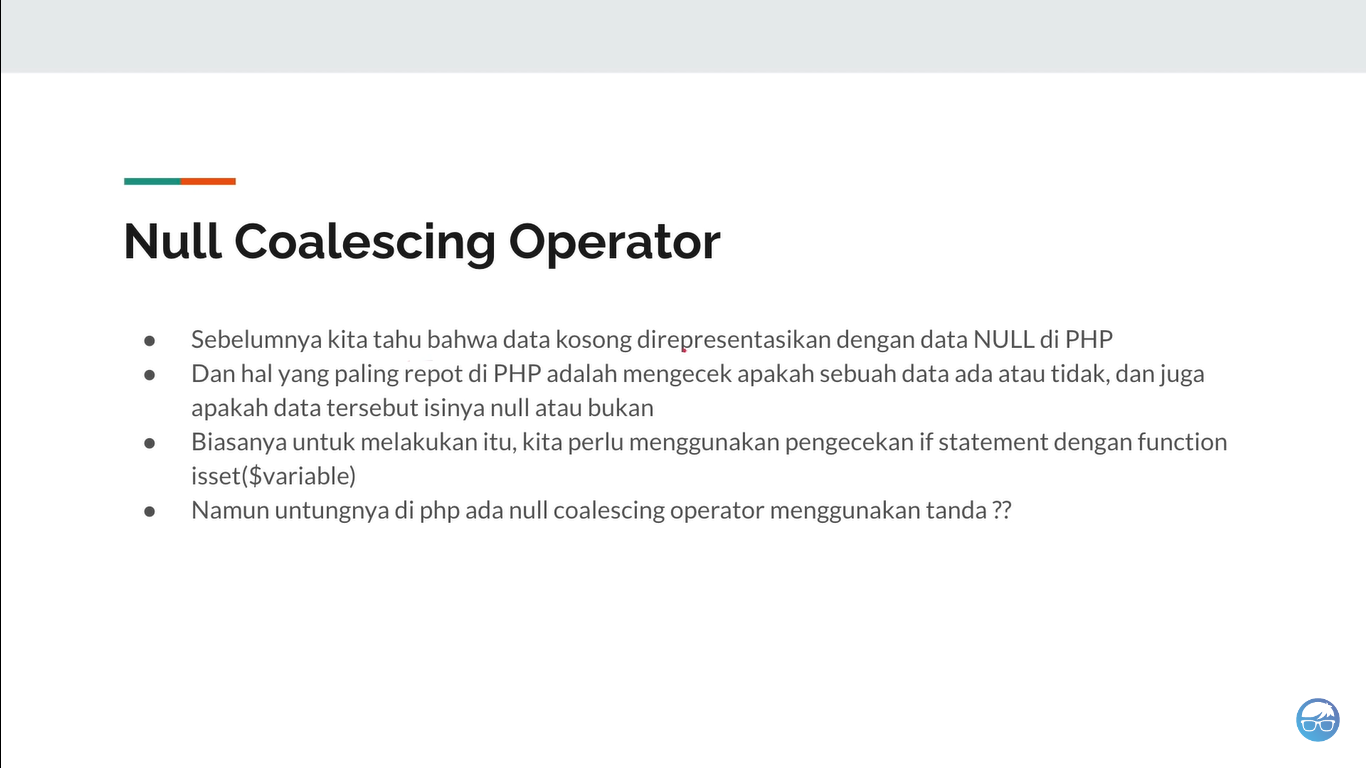 Null Coalescing Operator
● Sebelumnya kita tahu bahwa data kosong direpresentasikan dengan data NULL di PHP
● Dan hal yang paling repot di PHP adalah mengecek apakah sebuah data ada atau tidak, dan juga
apakah data tersebut isinya null atau bukan
● Biasanya untuk melakukan itu, kita perlu menggunakan pengecekan if statement dengan function
isset($variable)
● Namun untungnya di php ada null coalescing operator menggunakan tanda ??